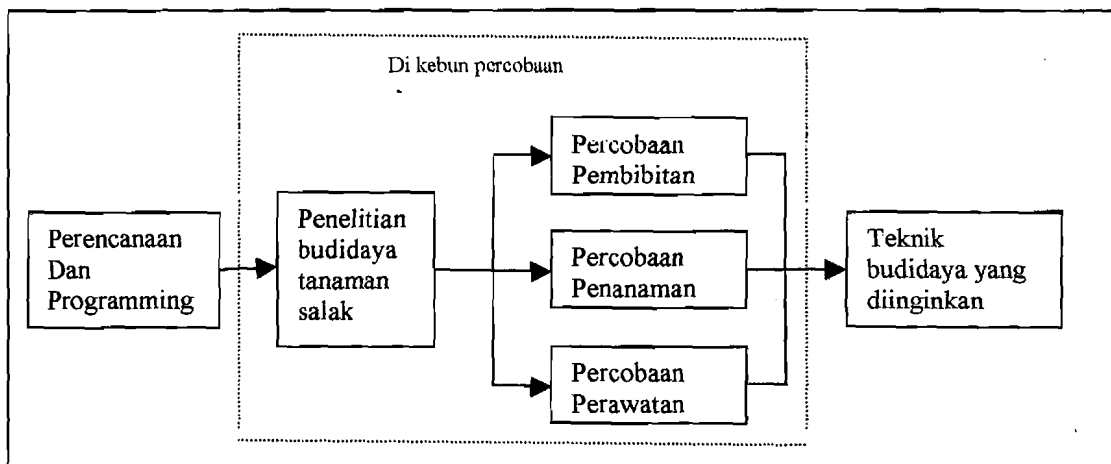 Di kebun percobaan
Perencanaan
Dan
Programming
Penelitian
budidaya
tanaman
salak
Percobaan
Pembibitan
Percobaan
Penanaman
Percobaan
Perawatan
Teknik
budidaya yang
diinginkan